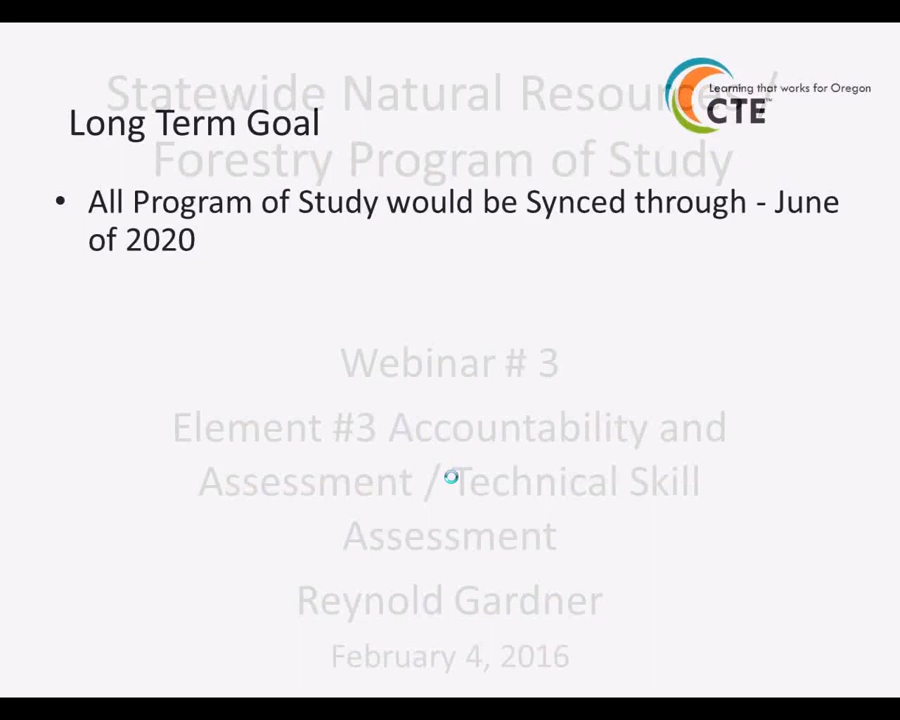 Statewide Natural Resources /
Learning that works for Oregon
CTE™
Long Term Goal
Forestry Program of Study
• All Program of Study would be Synced through - June
of 2020
Webinar # 3
Element #3 Accountability and
Assessment / Technical Skill
Assessment
Reynold Gardner
February 4, 2016